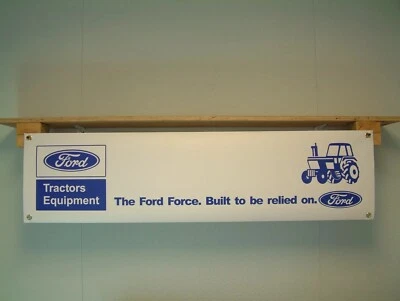 Ford
Tractors
Equipment
The Ford Force. Built to be relied on.
Ford